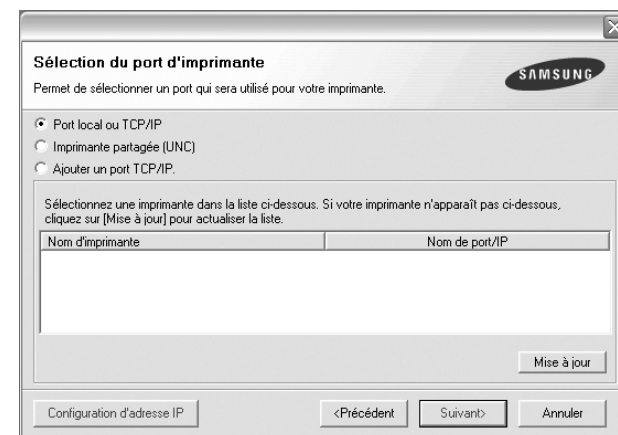 Sélection du port d'imprimante
Permet de sélectionner un port qui sera utilisé pour votre imprimante.
SAMSUNG
Port local ou TCP/IP
Imprimante partagée (UNC)
Ajouter un port TCP/IP.
Sélectionnez une imprimante dans la liste ci-dessous. Si votre imprimante n'apparaît pas ci-dessous,
cliquez sur [Mise à jour] pour actualiser la liste.
Nom d'imprimante Nom de port/IP
Mise à jour
Configuration d'adresse IP <Précédent Suivant> Annuler